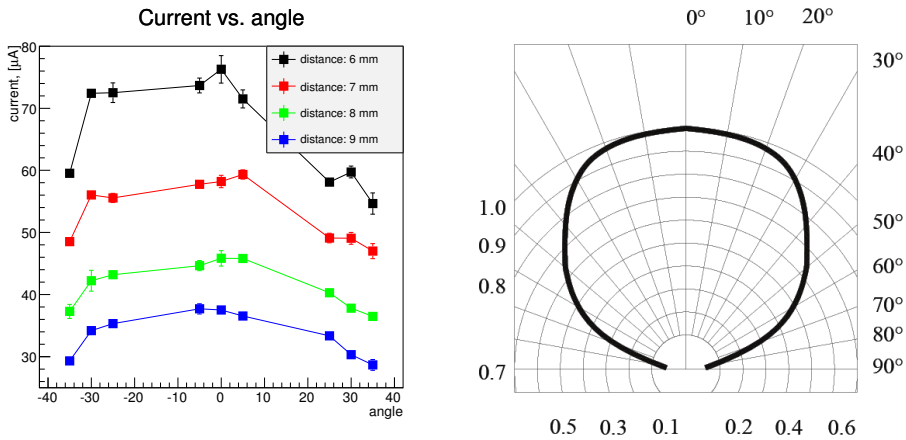 Current vs. angle
current, [µA]
80
70
60
50
40
30
-40 -30 -20 -10 0 10 20 30 40
angle
distance: 6 mm
distance: 7 mm
distance: 8 mm
distance: 9 mm
0° 10° 20°
30°
40°
50°
60°
70°
80°
90°
1.0
0.9
0.8
0.7
0.5 0.3 0.1 0.2 0.4 0.6